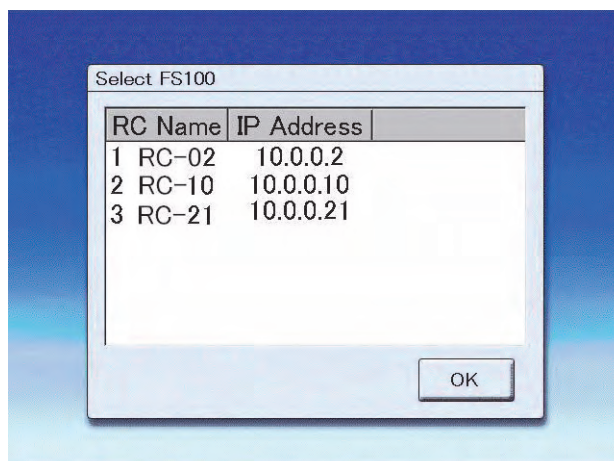 Select FS100
RC Name IP Address
1 RC-02 10.0.0.2
2 RC-10 10.0.0.10
3 RC-21 10.0.0.21
OK